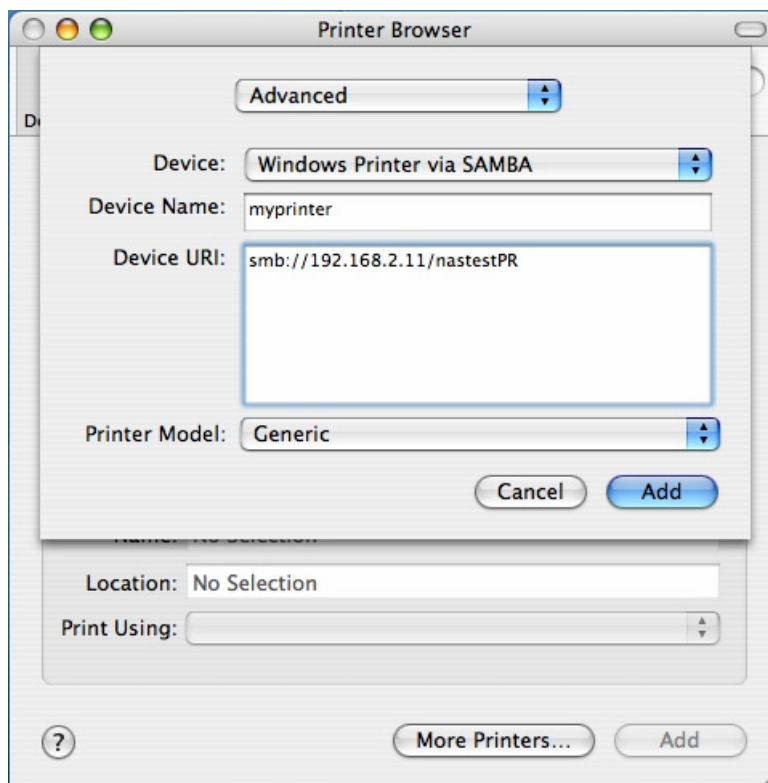 Printer Browser
Advanced
Device: Windows Printer via SAMBA
Device Name: myprinter
Device URI: smb://192.168.2.11/nastestPR
Printer Model: Generic
Cancel Add
Location: No Selection
Print Using:
? More Printers... Add